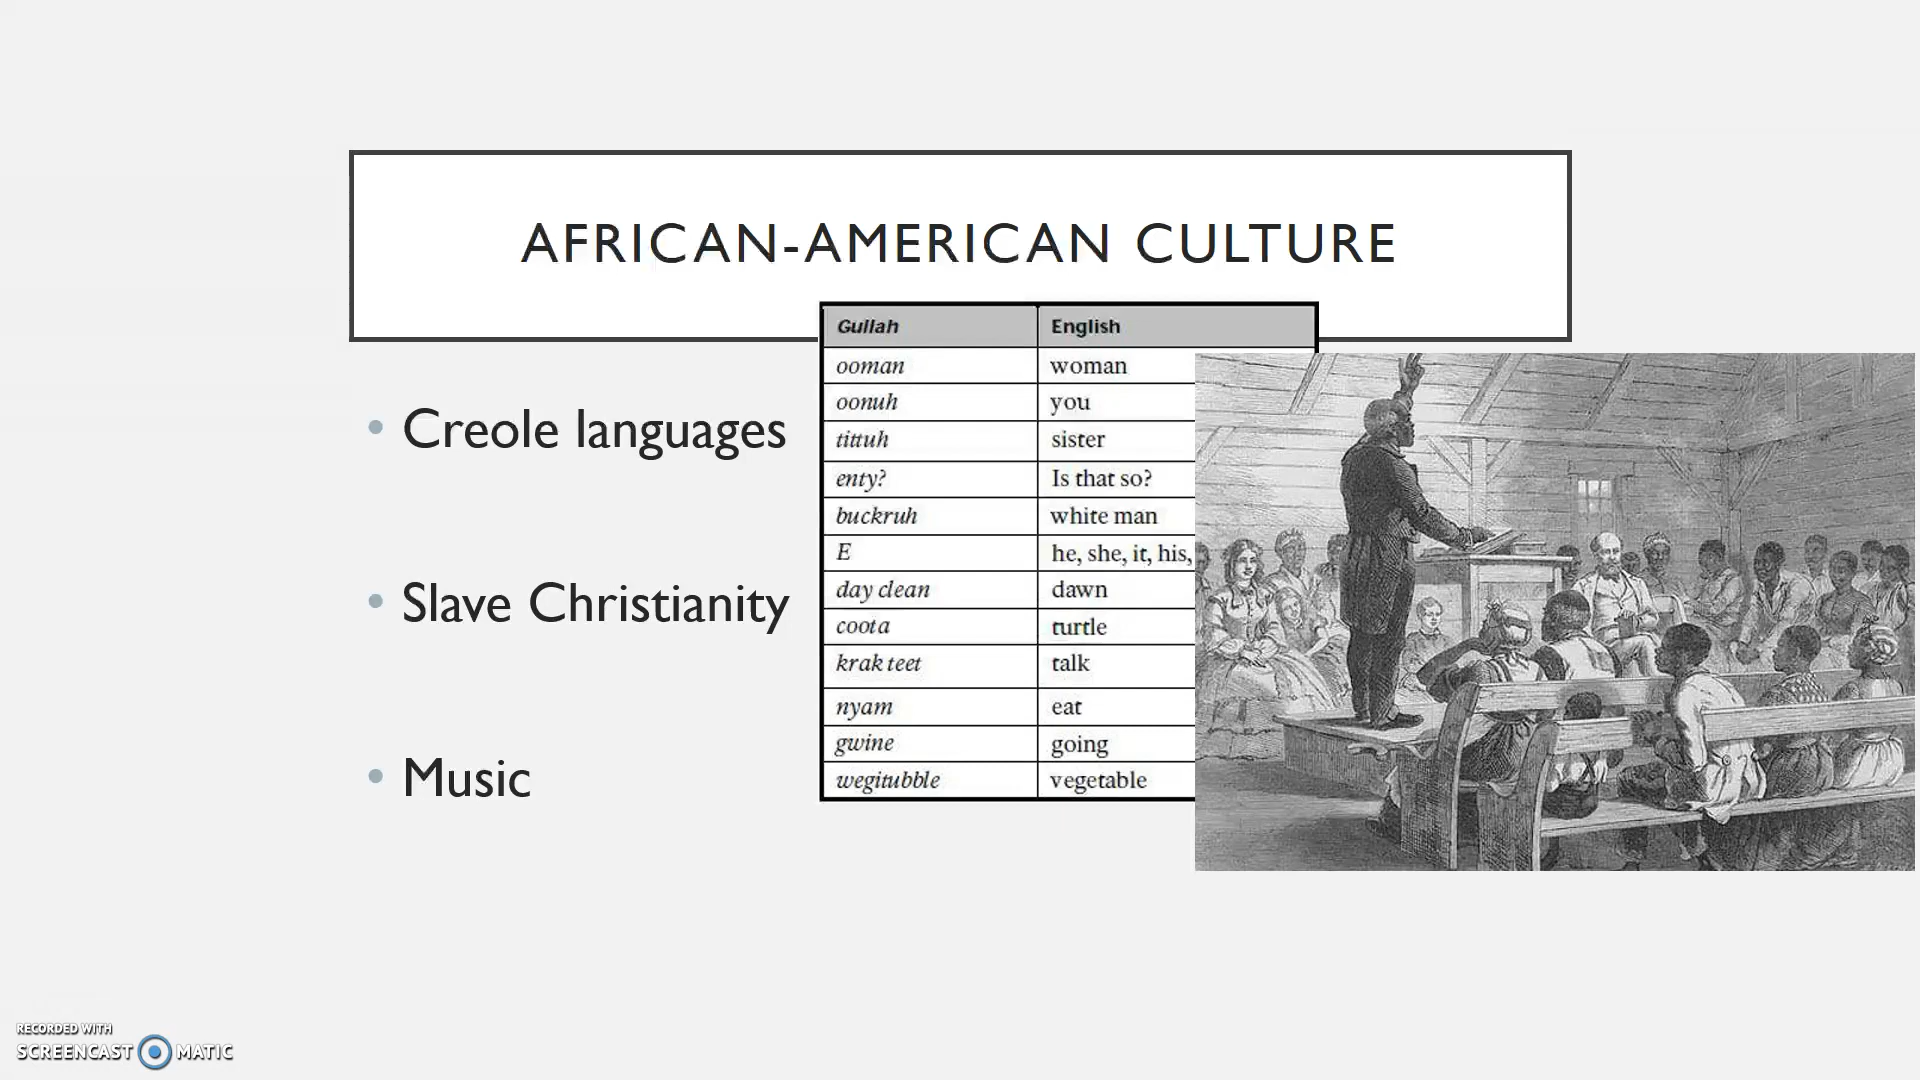 AFRICAN-AMERICAN CULTURE
• Creole languages
• Slave Christianity
• Music
Gullah English
ooman woman
oonuh you
tittuh sister
enty? Is that so?
buckruh white man
E he, she, it, his,
day clean dawn
coota turtle
krak teet talk
nyam eat
gwine going
wegitubble vegetable
RECORDED WITH
SCREENCAST MATIC